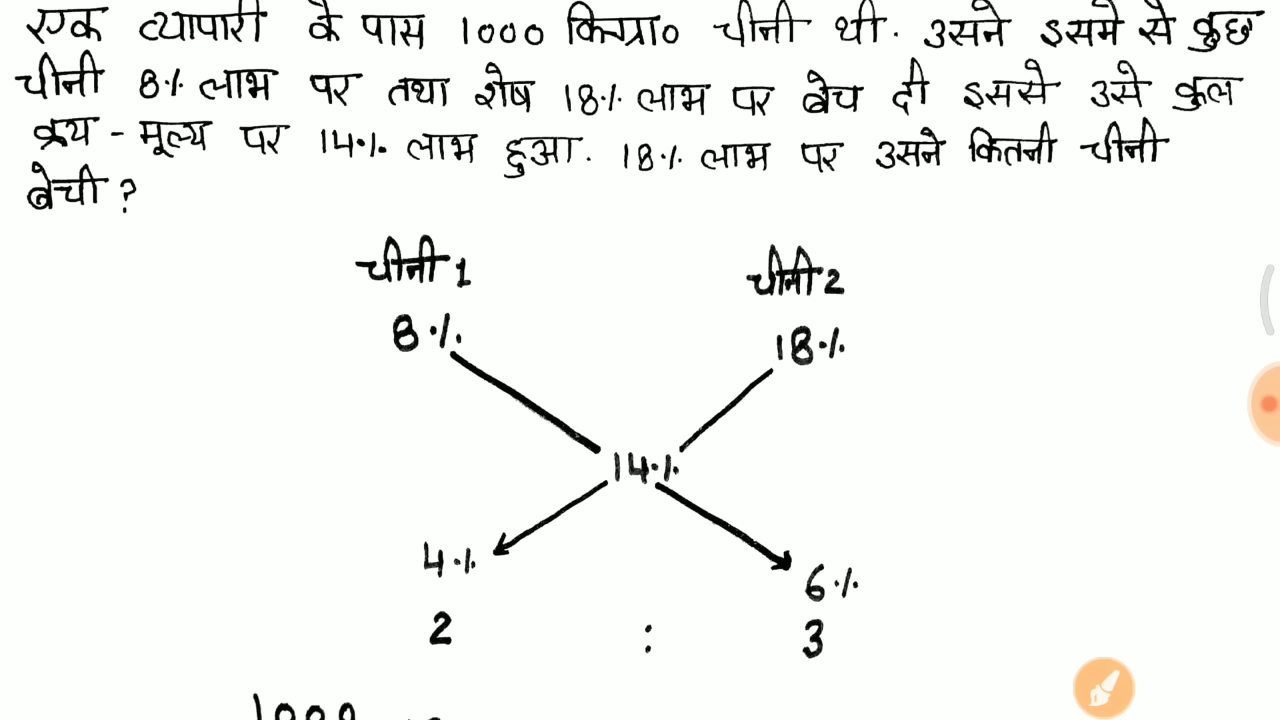 एक व्यापारी के पास 1000 किग्रा० चीनी थी. उसने इसमे से कुछ
चीनी 8% लाभ पर तथा शेष 18% लाभ पर बेच दी इससे उसे कुल
क्रय - मूल्य पर 14% लाभ हुआ. 18% लाभ पर उसने कितनी चीनी
बेची ?
चीनी 1 चीनी 2
8% 18%
14%
4% 6%
2 : 3
1000